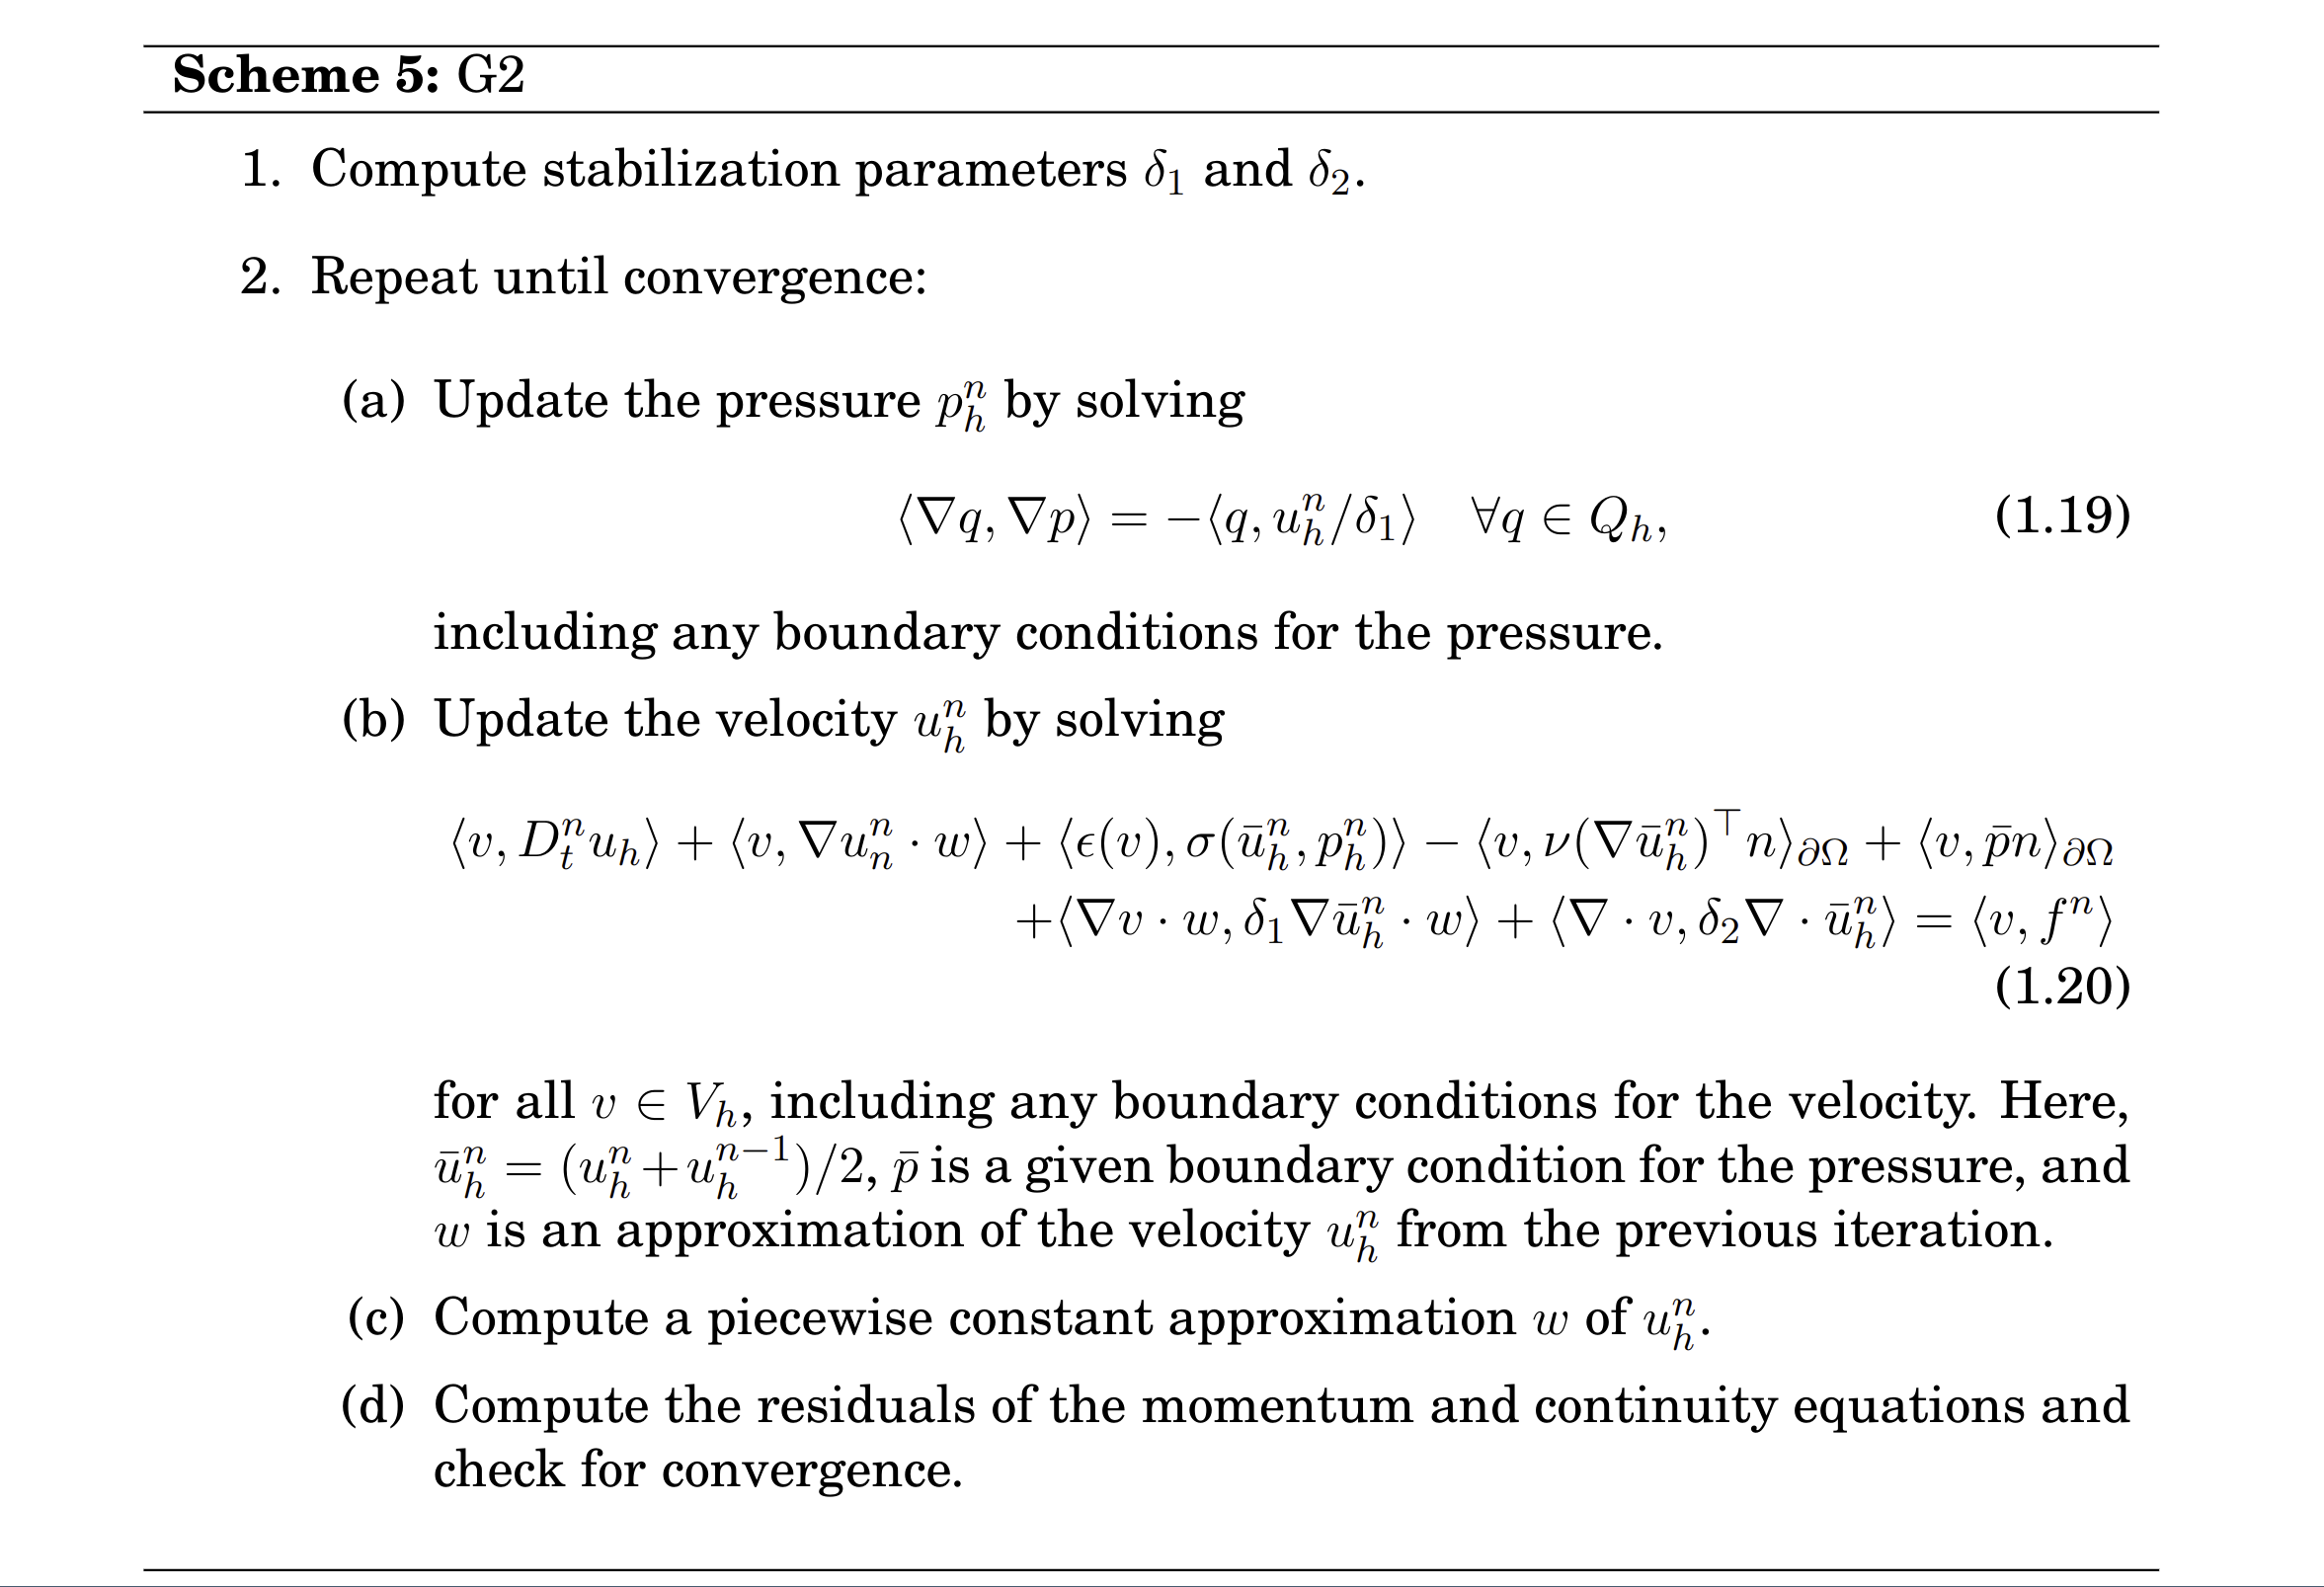 Scheme 5: G2
1. Compute stabilization parameters δ₁ and δ₂.
2. Repeat until convergence:
(a) Update the pressure $p_h^n$ by solving
$\langle \nabla q, \nabla p \rangle = -\langle q, u_h^n/\delta_1 \rangle \quad \forall q \in Q_h,$ (1.19)
including any boundary conditions for the pressure.
(b) Update the velocity $u_h^n$ by solving
$\langle v, D_t^n u_h \rangle + \langle v, \nabla u_n^n \cdot w \rangle + \langle \epsilon(v), \sigma(\bar{u}_h^n, p_h^n) \rangle - \langle v, \nu(\nabla \bar{u}_h^n)^\top n \rangle_{\partial\Omega} + \langle v, \bar{p}n \rangle_{\partial\Omega}$
$+ \langle \nabla v \cdot w, \delta_1 \nabla \bar{u}_h^n \cdot w \rangle + \langle \nabla \cdot v, \delta_2 \nabla \cdot \bar{u}_h^n \rangle = \langle v, f^n \rangle$
(1.20)
for all $v \in V_h$, including any boundary conditions for the velocity. Here,
$\bar{u}_h^n = (u_h^n + u_h^{n-1})/2$, $\bar{p}$ is a given boundary condition for the pressure, and
$w$ is an approximation of the velocity $u_h^n$ from the previous iteration.
(c) Compute a piecewise constant approximation $w$ of $u_h^n$.
(d) Compute the residuals of the momentum and continuity equations and
check for convergence.